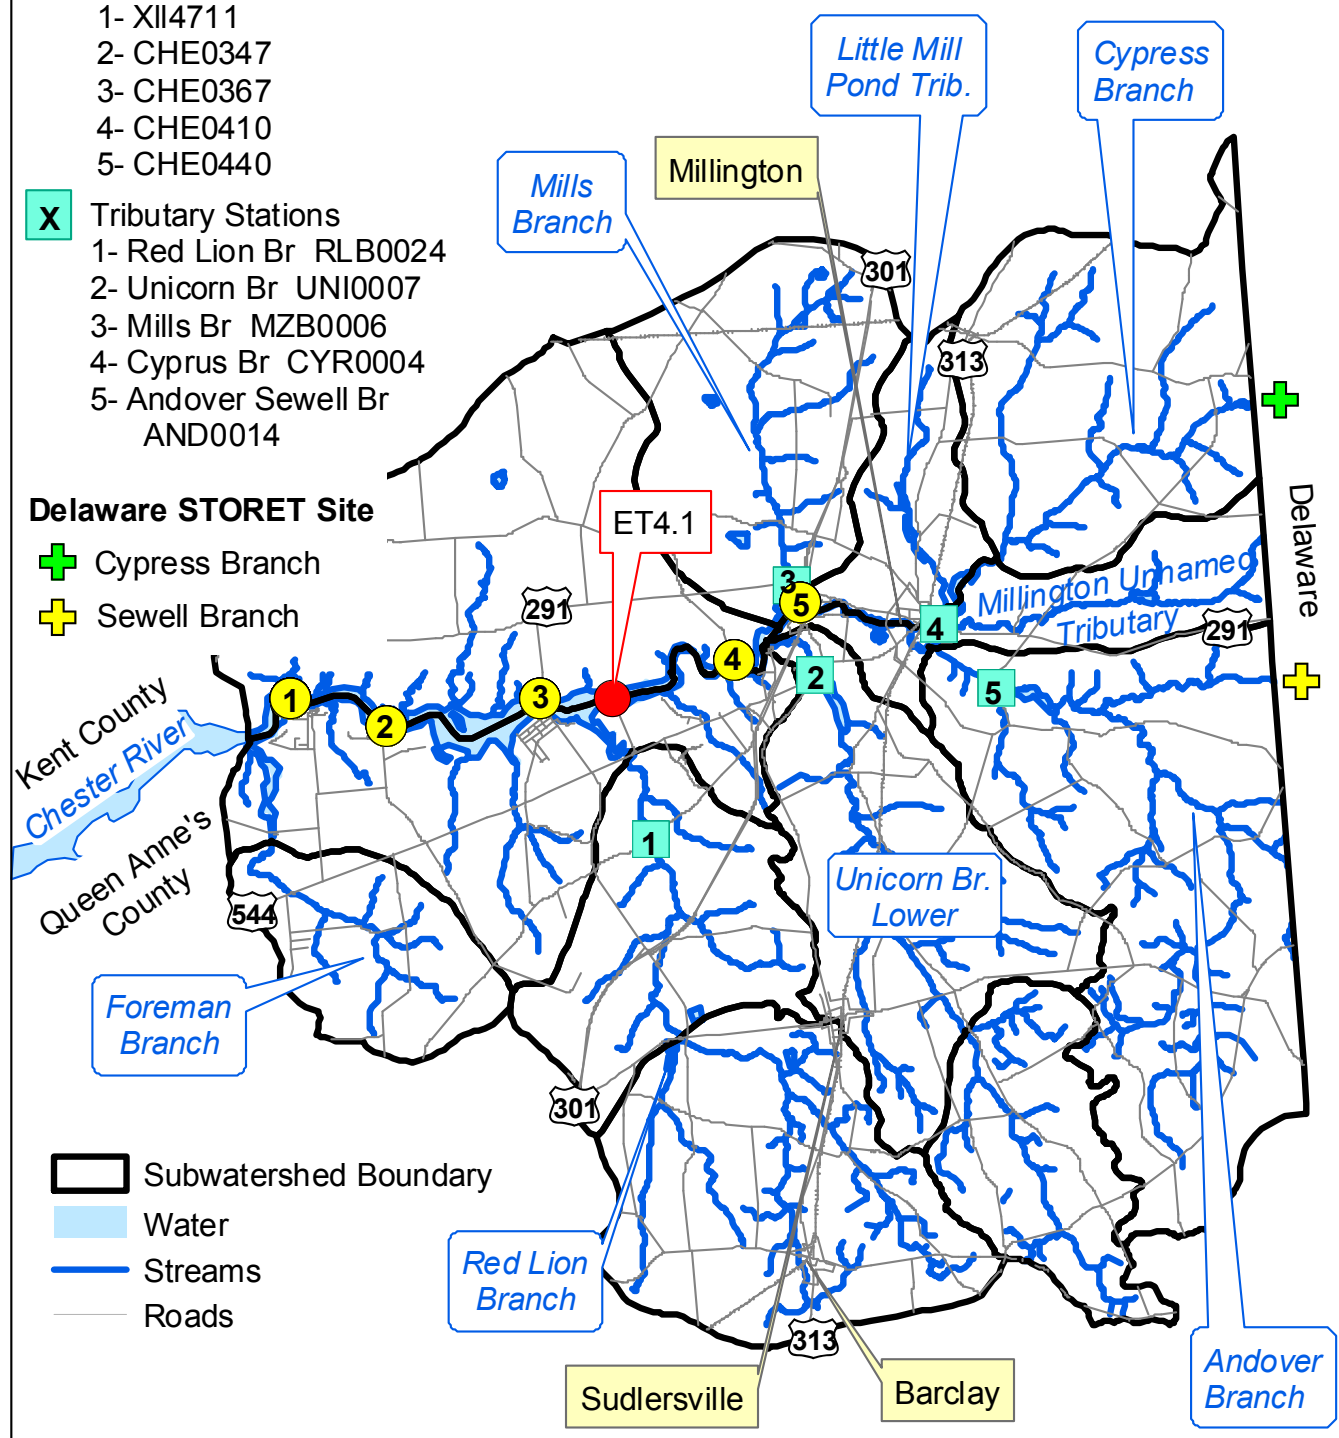 1- XII4711
2- CHE0347
3- CHE0367
4- CHE0410
5- CHE0440
X
Tributary Stations
1- Red Lion Br RLB0024
2- Unicorn Br UNI0007
3- Mills Br MZB0006
4- Cyprus Br CYR0004
5- Andover Sewell Br
AND0014
Delaware STORET Site
Cypress Branch
Sewell Branch
Little Mill
Pond Trib.
Cypress
Branch
Millington
Mills
Branch
301
313
ET4.1
Delaware
291
3
5
4
Millington Unnamed
Tributary
291
4
2
5
1
2
3
Kent County
Chester River
Queen Anne's
County
1
544
Unicorn Br.
Lower
Foreman
Branch
301
Subwatershed Boundary
Water
Streams
Roads
Red Lion
Branch
313
Sudlersville
Barclay
Andover
Branch